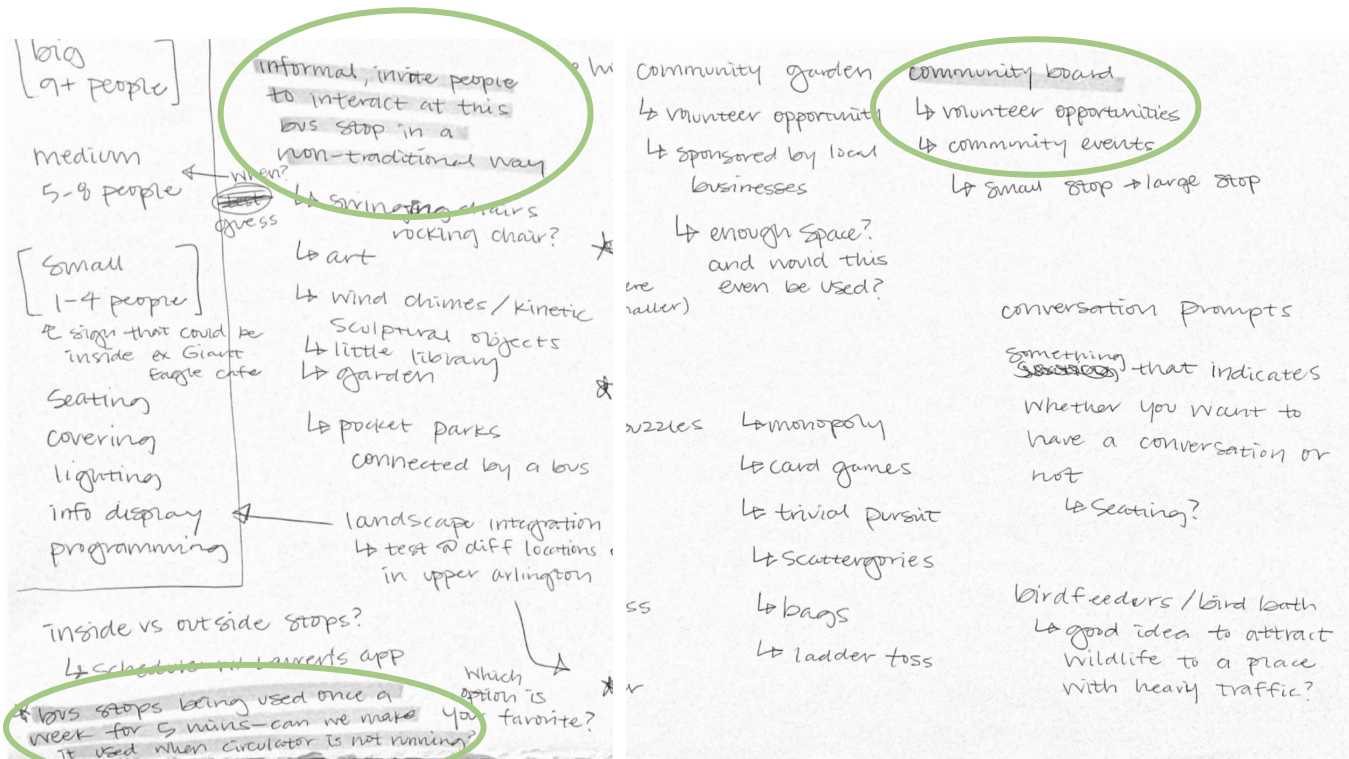 big
9+ people
medium
5-8 people
when?
guess
small
1-4 people
sign that could be
inside ex Giant
Eagle cafe
seating
covering
lighting
info display
programming
informal, invite people
to interact at this
bus stop in a
non-traditional way
↳ swinging chairs
rocking chair?
↳ art
↳ wind chimes / kinetic
sculptural objects
↳ little library
↳ garden
↳ pocket parks
connected by a bus
landscape integration
↳ test @ diff locations
in upper arlington
which
option is
your favorite?
inside vs outside stops?
app
* bus stops being used once a
week for 5 mins-can we make
it used when circulator is not running?
community garden
↳ volunteer opportunity
↳ sponsored by local
businesses
↳ enough space?
and would this
even be used?
puzzles
↳ monopoly
↳ card games
↳ trivial pursuit
↳ scattergories
↳ bags
↳ ladder toss
community board
↳ volunteer opportunities
↳ community events
↳ small stop → large stop
conversation prompts
something
that indicates
whether you want to
have a conversation or
not
↳ seating?
birdfeeders / bird bath
↳ good idea to attract
wildlife to a place
with heavy traffic?